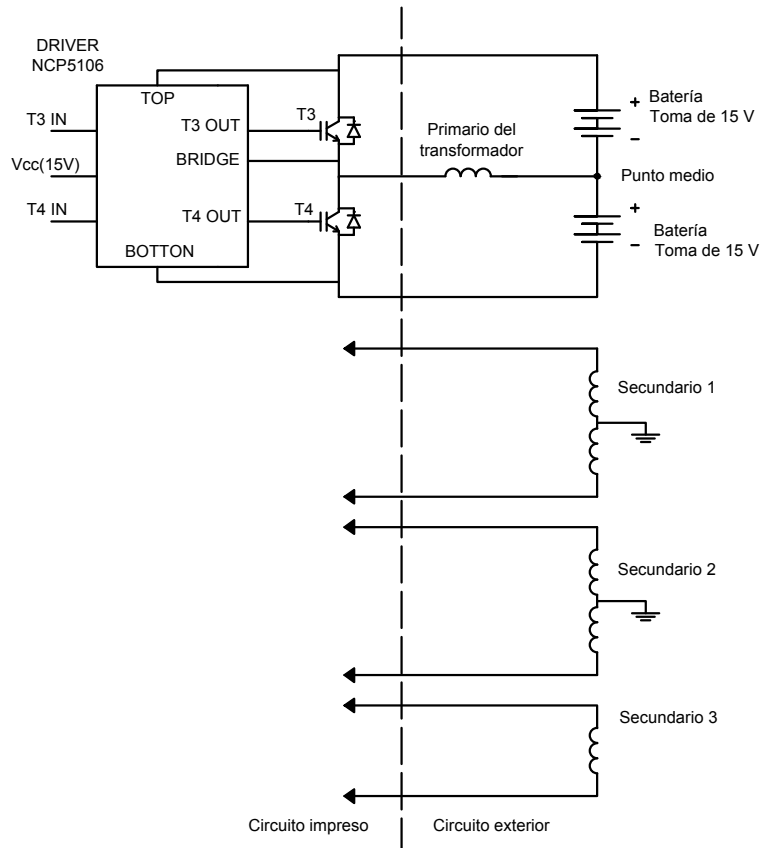 DRIVER
NCP5106
TOP
T3 IN
T3 OUT
T3
Vcc(15V)
BRIDGE
T4 IN
T4 OUT
T4
BOTTON
Primario del
transformador
+
Batería
Toma de 15 V
–
Punto medio
+
Batería
Toma de 15 V
–
Secundario 1
Secundario 2
Secundario 3
Circuito impreso
Circuito exterior